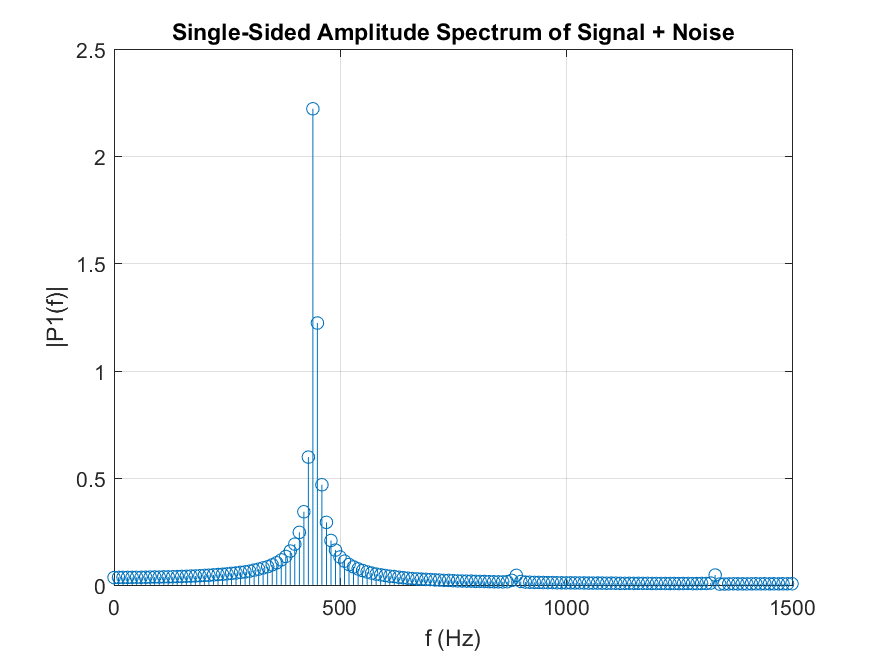 Single-Sided Amplitude Spectrum of Signal + Noise
2.5
2
1.5
1
0.5
0
|P1(f)|
0 500 1000 1500
f (Hz)